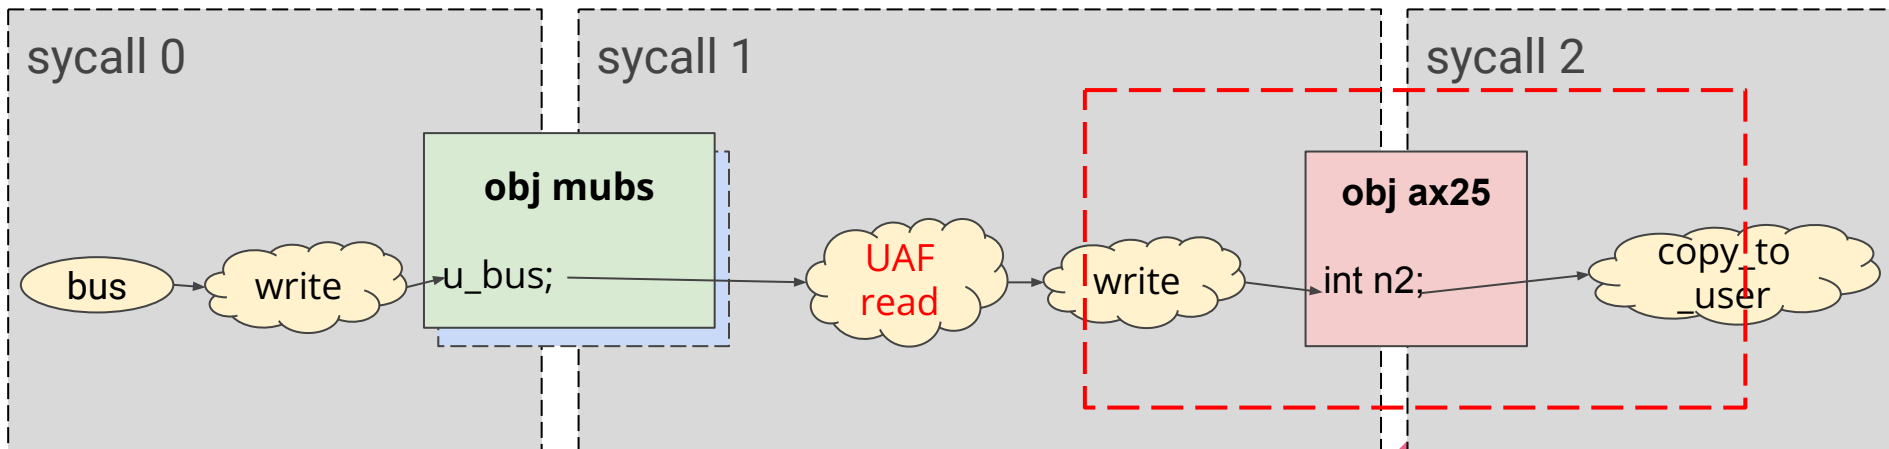 sycall 0
sycall 1
sycall 2
obj mubs
obj ax25
bus
write
u_bus;
UAF
read
write
int n2;
copy_to
_user